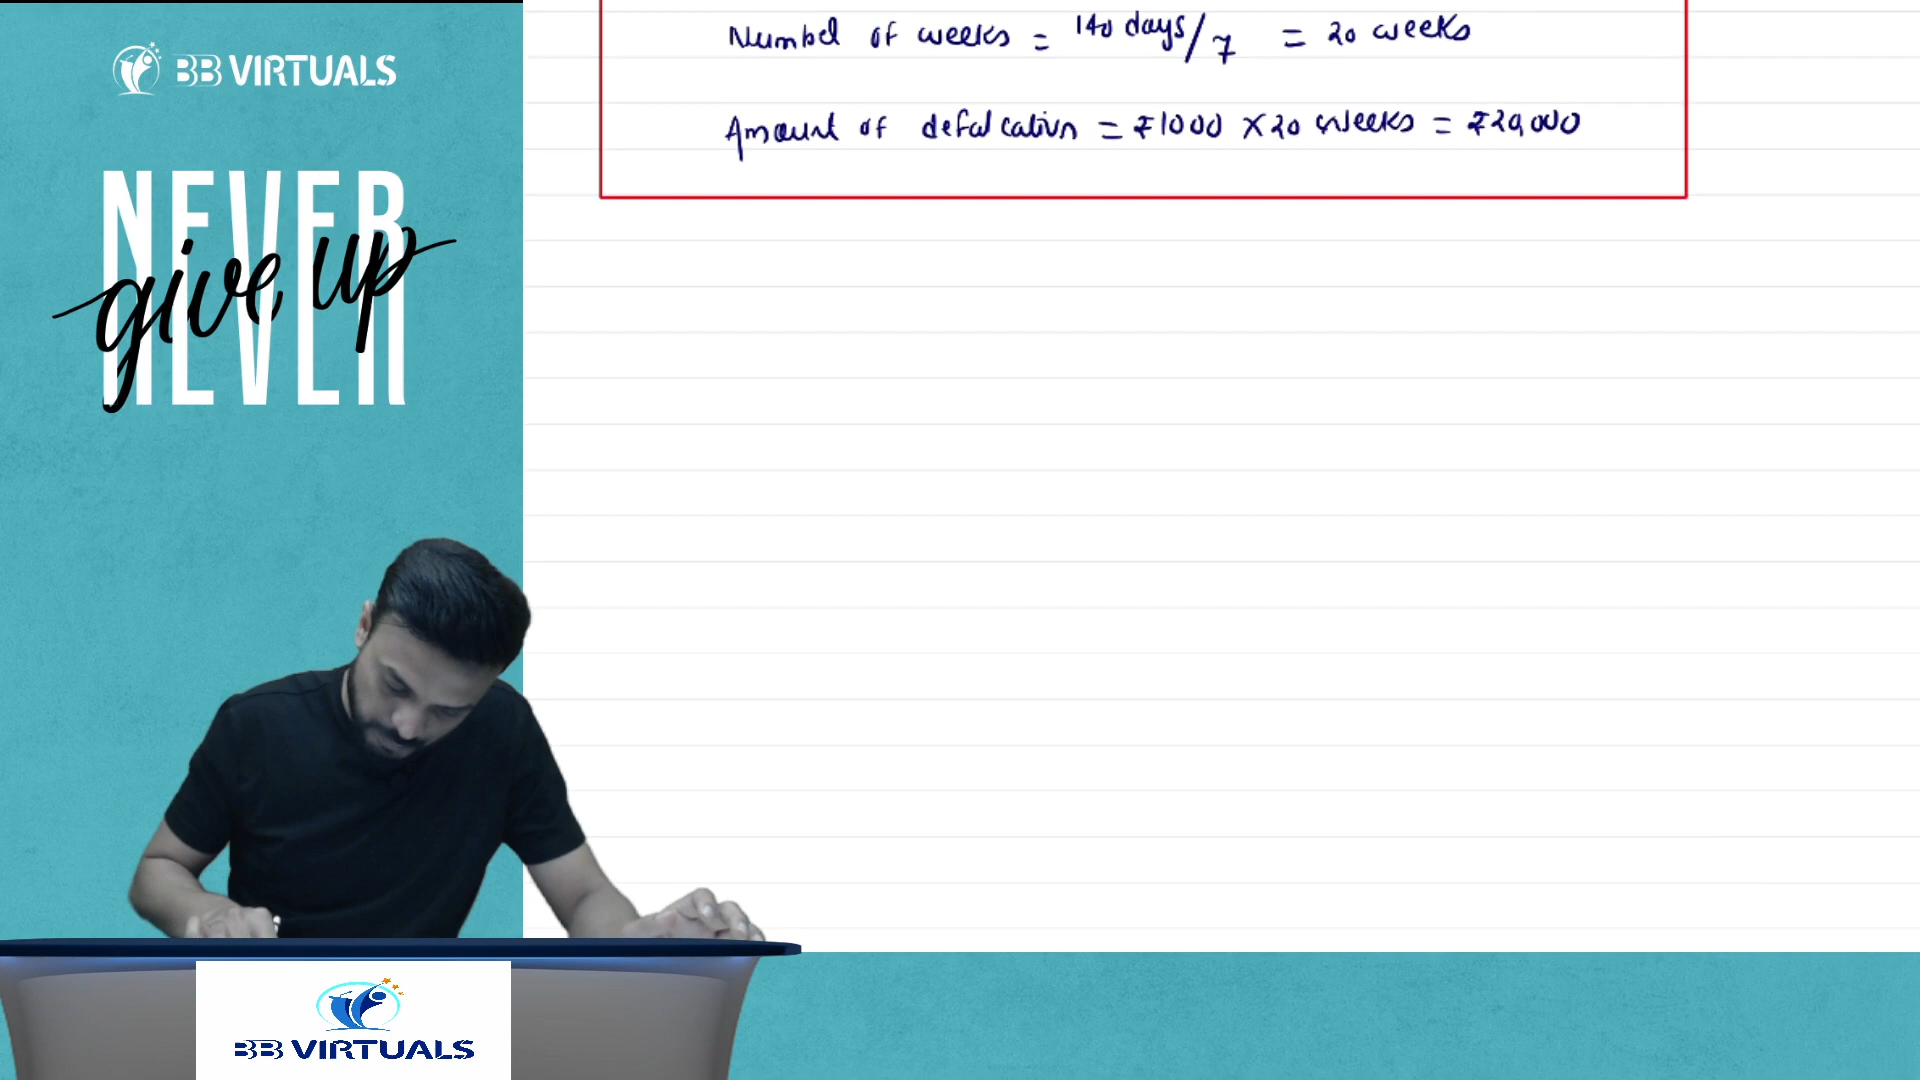 BB VIRTUALS
NEVER
give up
NEVER
Number of weeks = 140 days/7 = 20 weeks
Amount of defalcation = ₹1000 × 20 weeks = ₹20,000
BB VIRTUALS